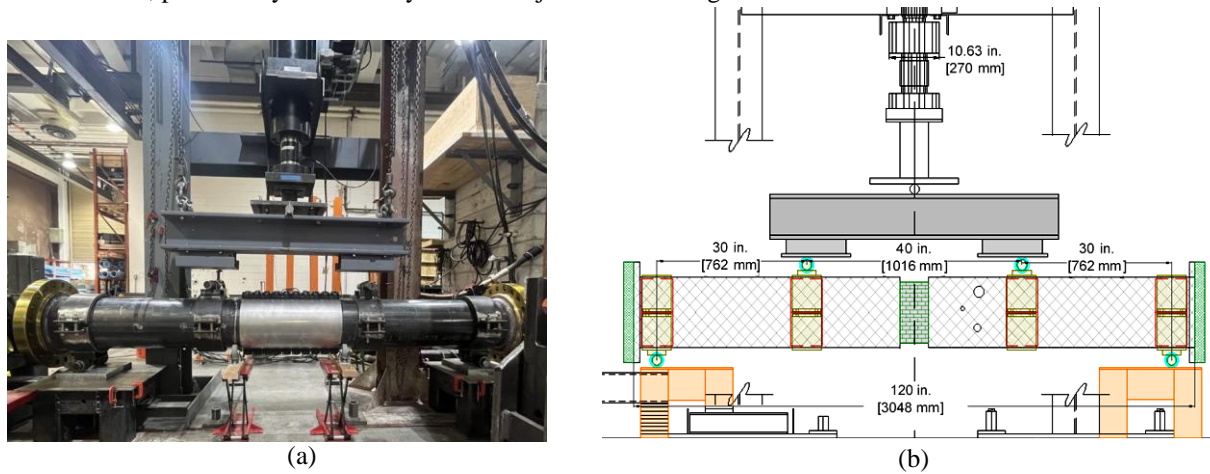 10.63 in.
[270 mm]
30 in.
[762 mm]
40 in.
[1016 mm]
30 in.
[762 mm]
120 in.
[3048 mm]
(a)
(b)